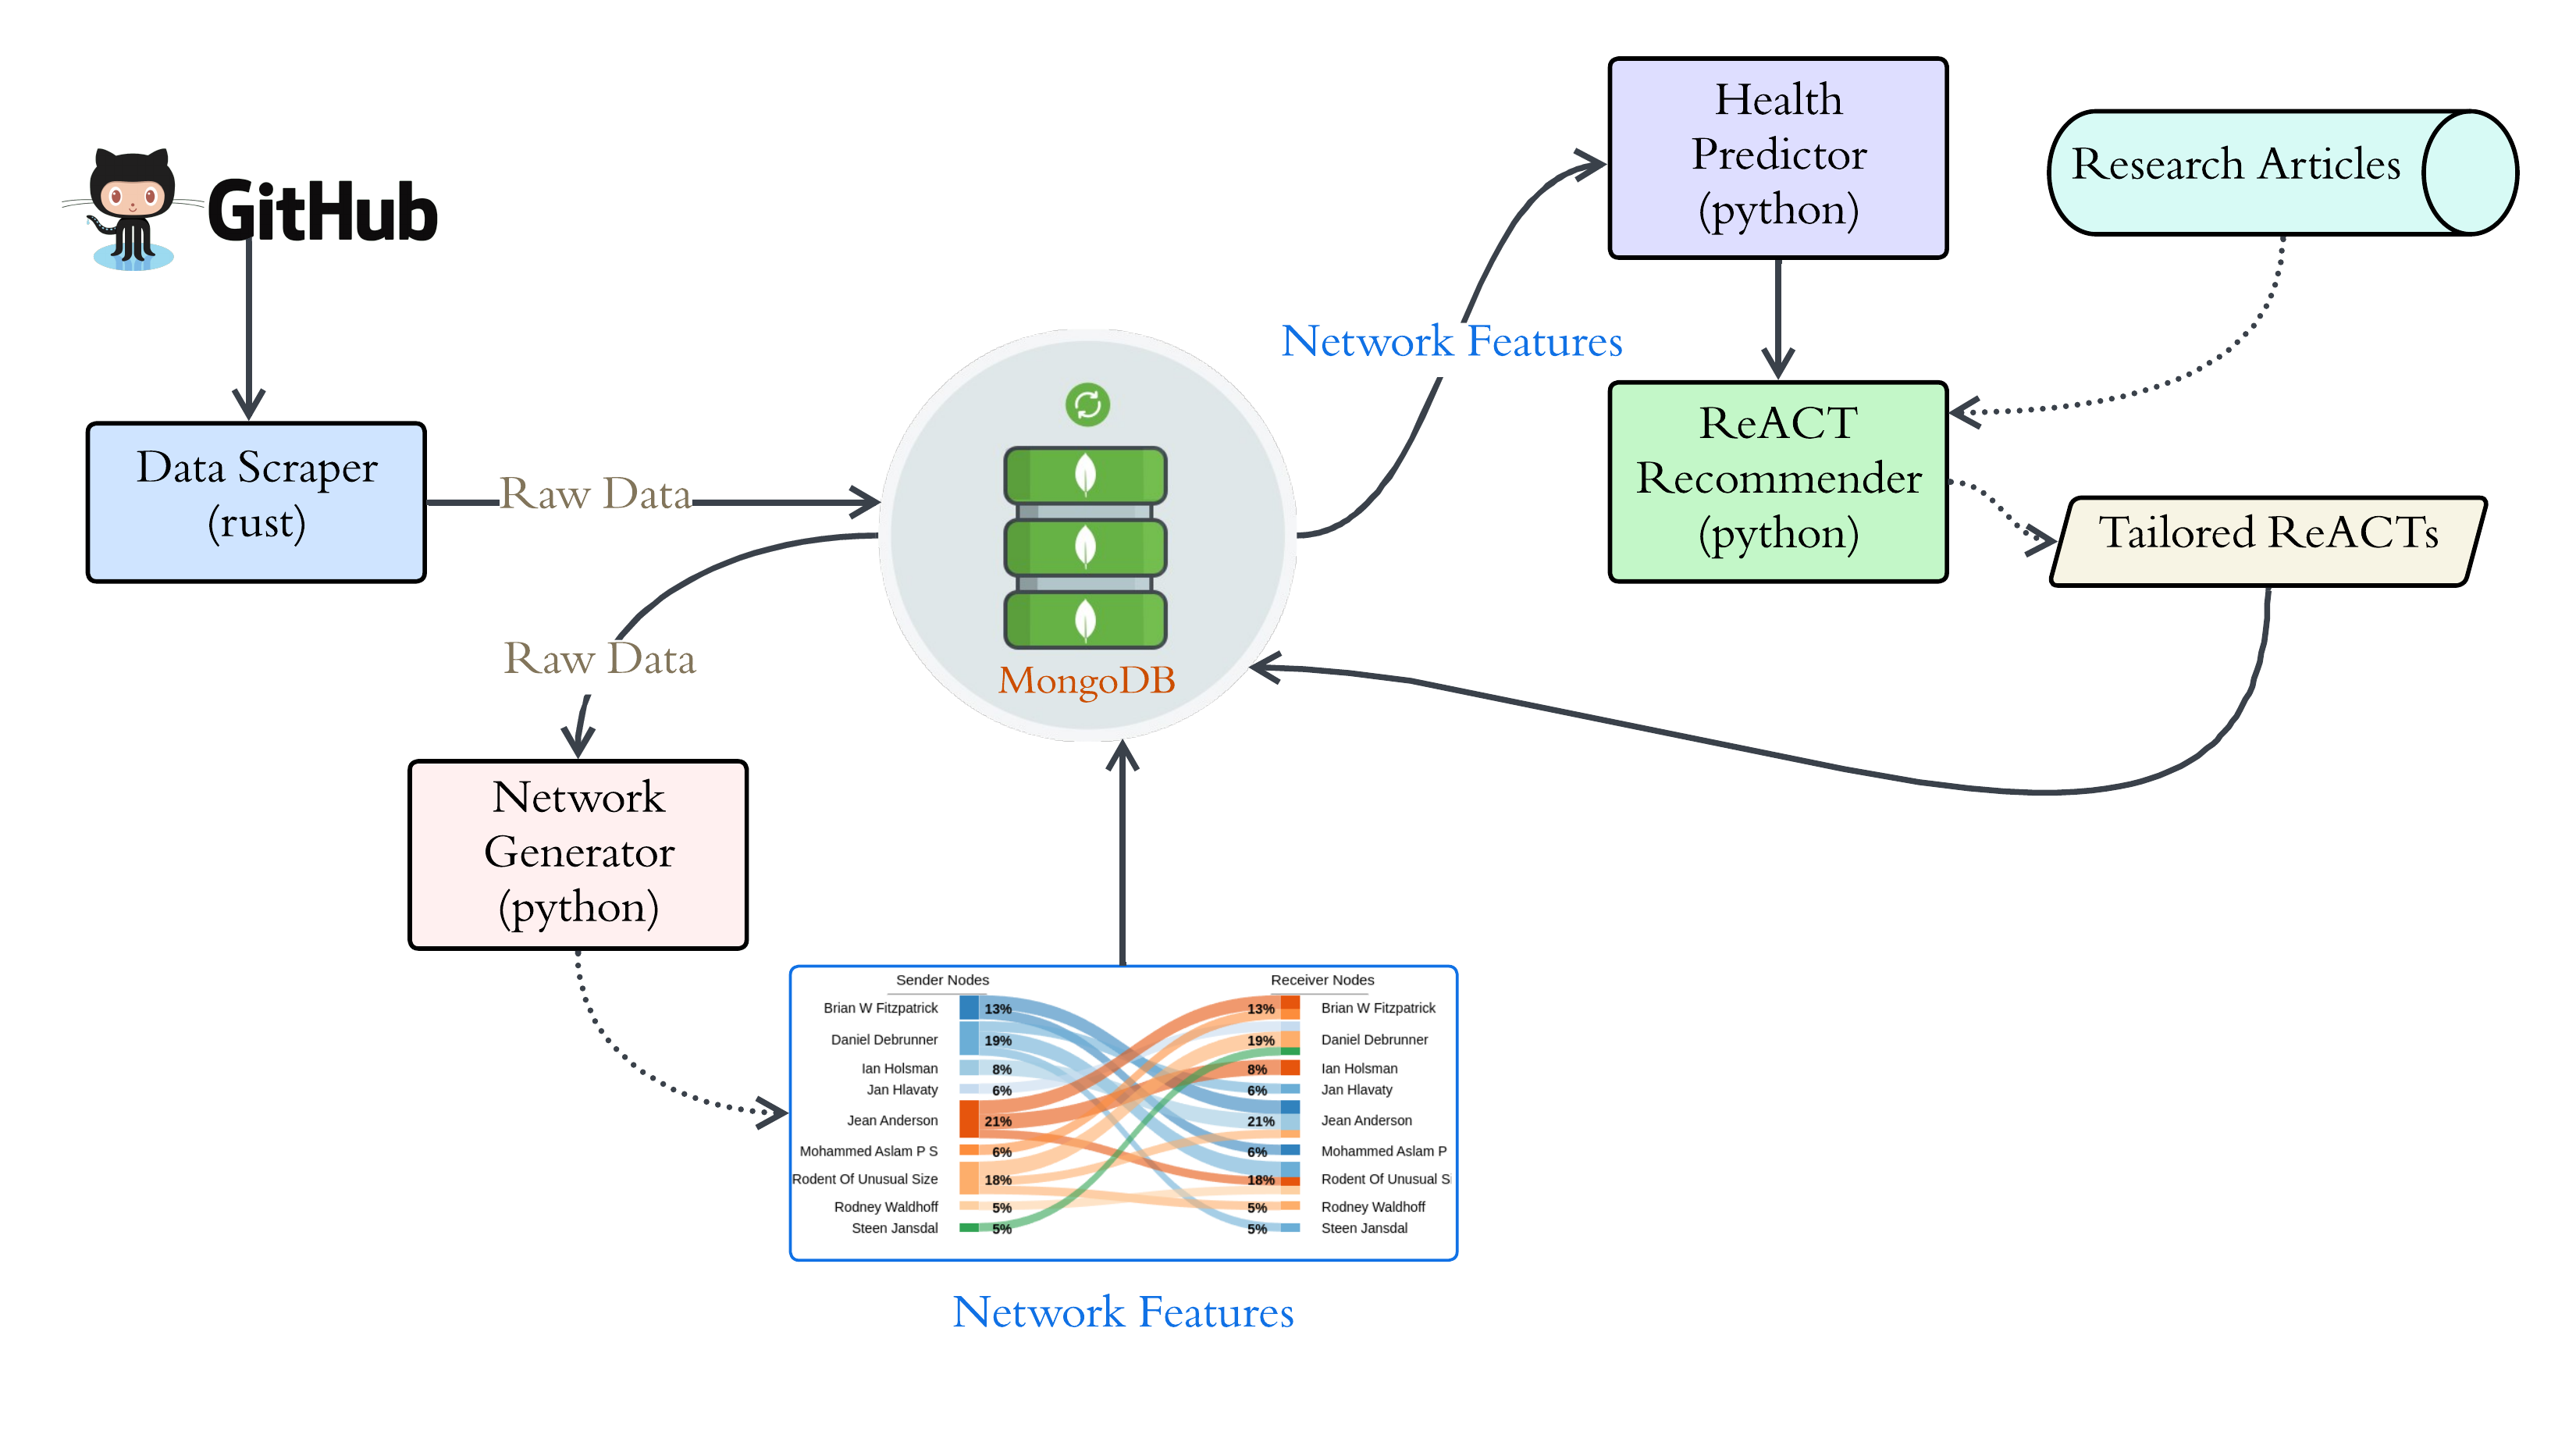 GitHub
Data Scraper
(rust)
Raw Data
Raw Data
MongoDB
Network
Generator
(python)
Network Features
Health
Predictor
(python)
Research Articles
ReACT
Recommender
(python)
Tailored ReACTs
Sender Nodes
Receiver Nodes
Brian W Fitzpatrick 13% 13% Brian W Fitzpatrick
Daniel Debrunner 19% 19% Daniel Debrunner
Ian Holsman 8% 8% Ian Holsman
Jan Hlavaty 6% 6% Jan Hlavaty
Jean Anderson 21% 21% Jean Anderson
Mohammed Aslam P S 6% 6% Mohammed Aslam P
Rodent Of Unusual Size 18% 18% Rodent Of Unusual Si
Rodney Waldhoff 5% 5% Rodney Waldhoff
Steen Jansdal 5% 5% Steen Jansdal
Network Features